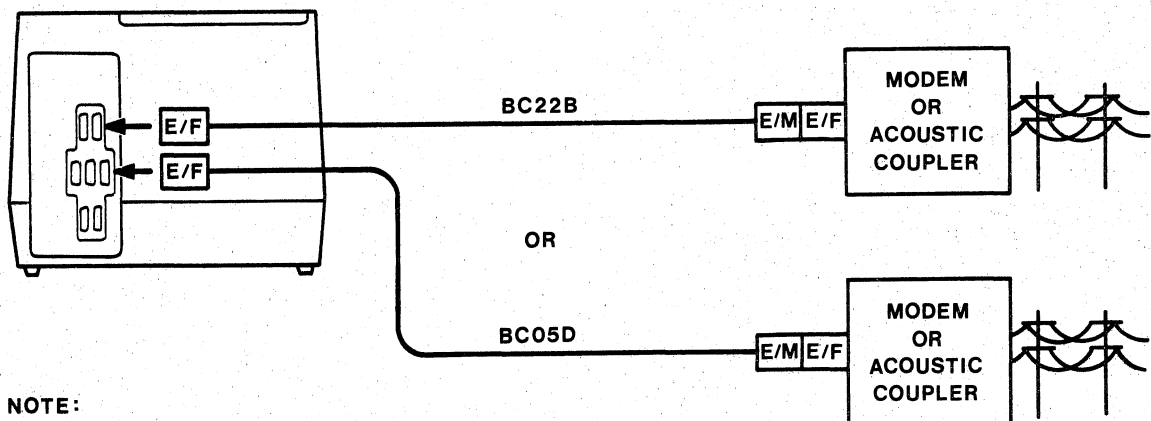 BC22B
E/F
E/M E/F
MODEM
OR
ACOUSTIC
COUPLER
E/F
OR
BC05D
E/M E/F
MODEM
OR
ACOUSTIC
COUPLER
NOTE: